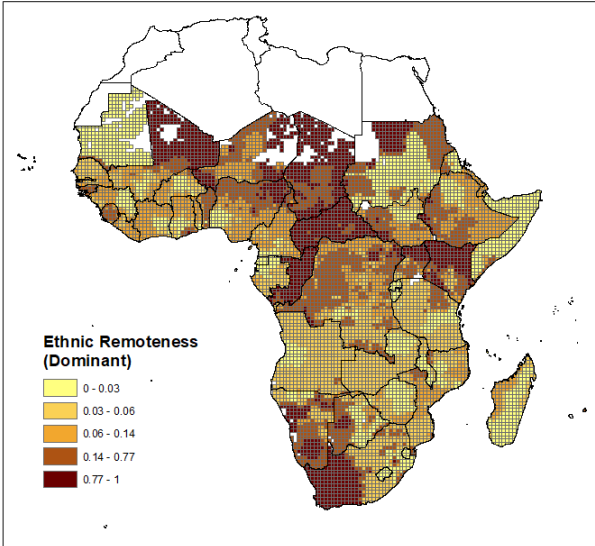 Ethnic Remoteness
(Dominant)
0 - 0.03
0.03 - 0.06
0.06 - 0.14
0.14 - 0.77
0.77 - 1